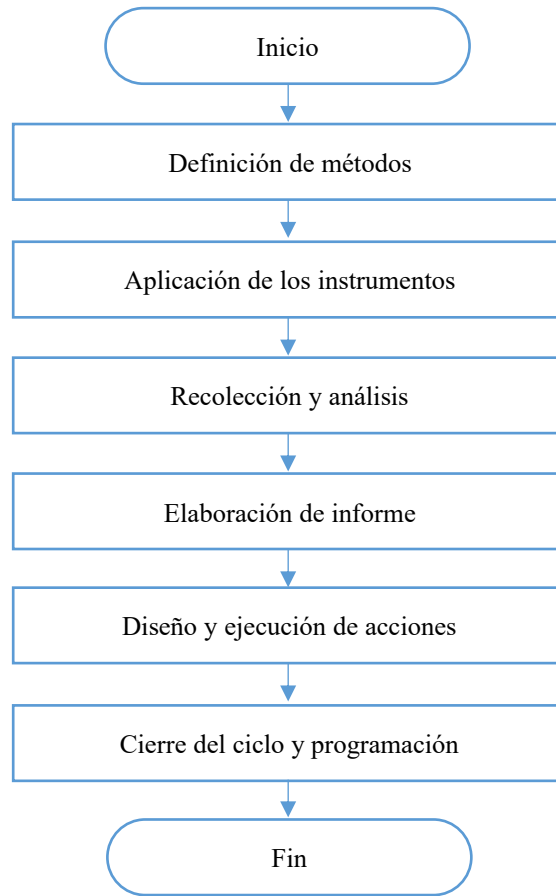 Inicio
Definición de métodos
Aplicación de los instrumentos
Recolección y análisis
Elaboración de informe
Diseño y ejecución de acciones
Cierre del ciclo y programación
Fin